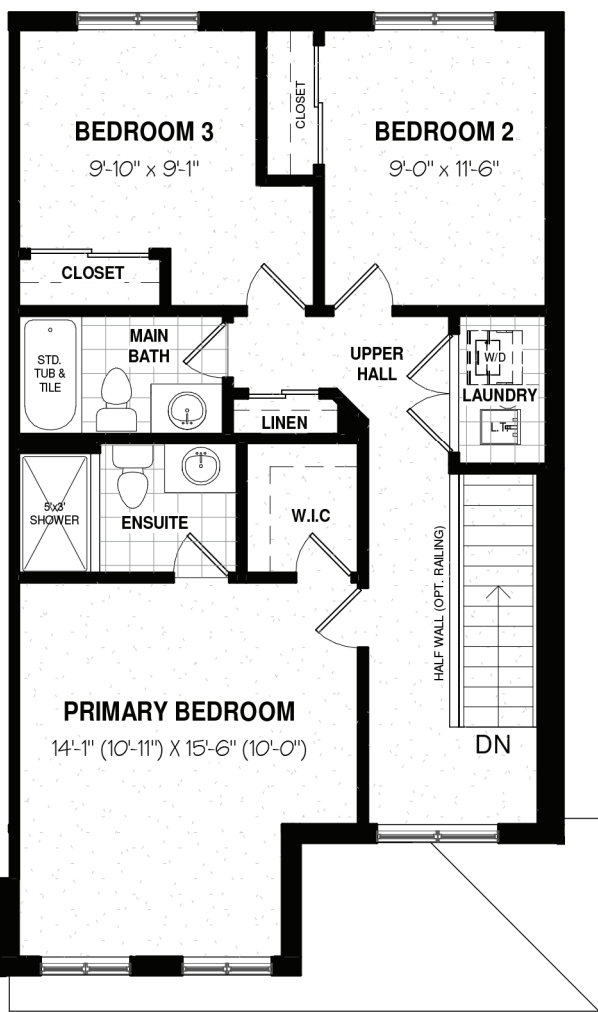 CLOSET
BEDROOM 3
9'-10" x 9'-1"
BEDROOM 2
9'-0" x 11'-6"
CLOSET
MAIN
BATH
STD.
TUB &
TILE
UPPER
HALL
W/D
LAUNDRY
L.T.
LINEN
5'x3'
SHOWER
ENSUITE
W.I.C
HALF WALL (OPT. RAILING)
PRIMARY BEDROOM
14'-1" (10'-11") X 15'-6" (10'-0")
DN